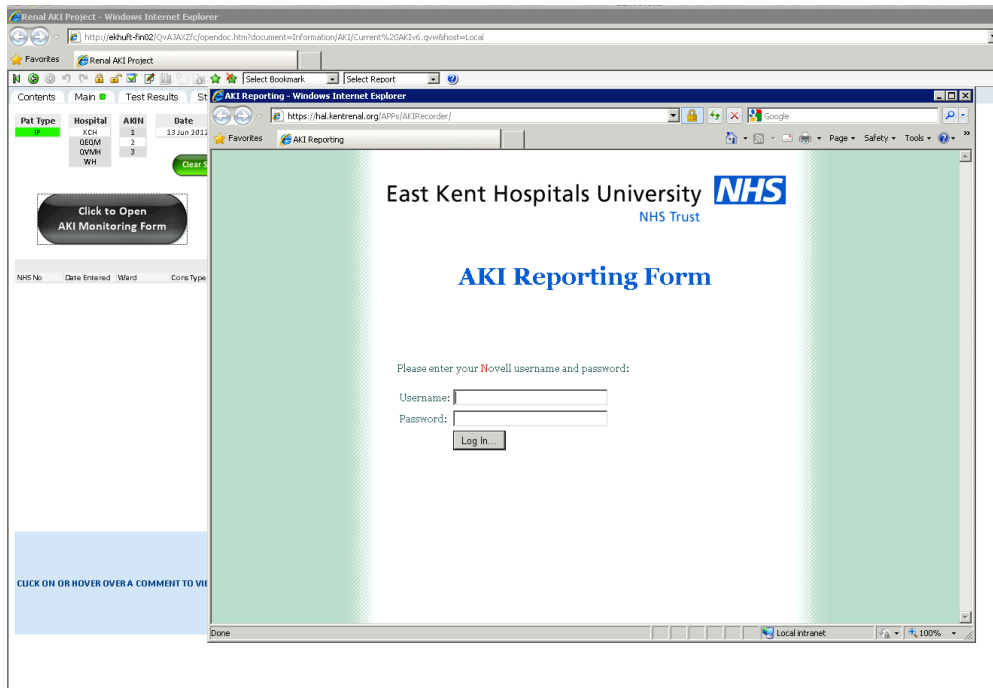 Renal AKI Project - Windows Internet Explorer
http://ekhuft-fin02/QvAJAXZfc/opendoc.htm?document=Information/AKI/Current%20AKIv6.qvw&host=Local
Favorites Renal AKI Project
Select Bookmark Select Report
Contents Main Test Results St
Pat Type Hospital AKIN Date
IP KCH 1 13 Jun 2012
QEQM 2
QVMH 3
WH
Clear S
Click to Open
AKI Monitoring Form
NHS No Date Entered Ward Cons Type
CLICK ON OR HOVER OVER A COMMENT TO VIE
AKI Reporting - Windows Internet Explorer
https://hal.kentrenal.org/APPs/AKIRecorder/
Google
Favorites AKI Reporting
Page Safety Tools
East Kent Hospitals University NHS
NHS Trust
AKI Reporting Form
Please enter your Novell username and password:
Username:
Password:
Log In...
Done Local intranet 100%